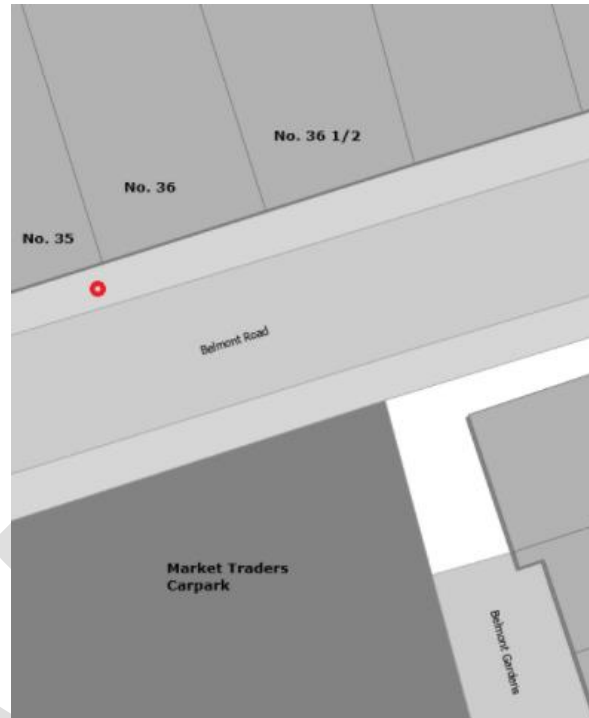 No. 36 1/2
No. 36
No. 35
Belmont Road
Market Traders
Carpark
Belmont Gardens